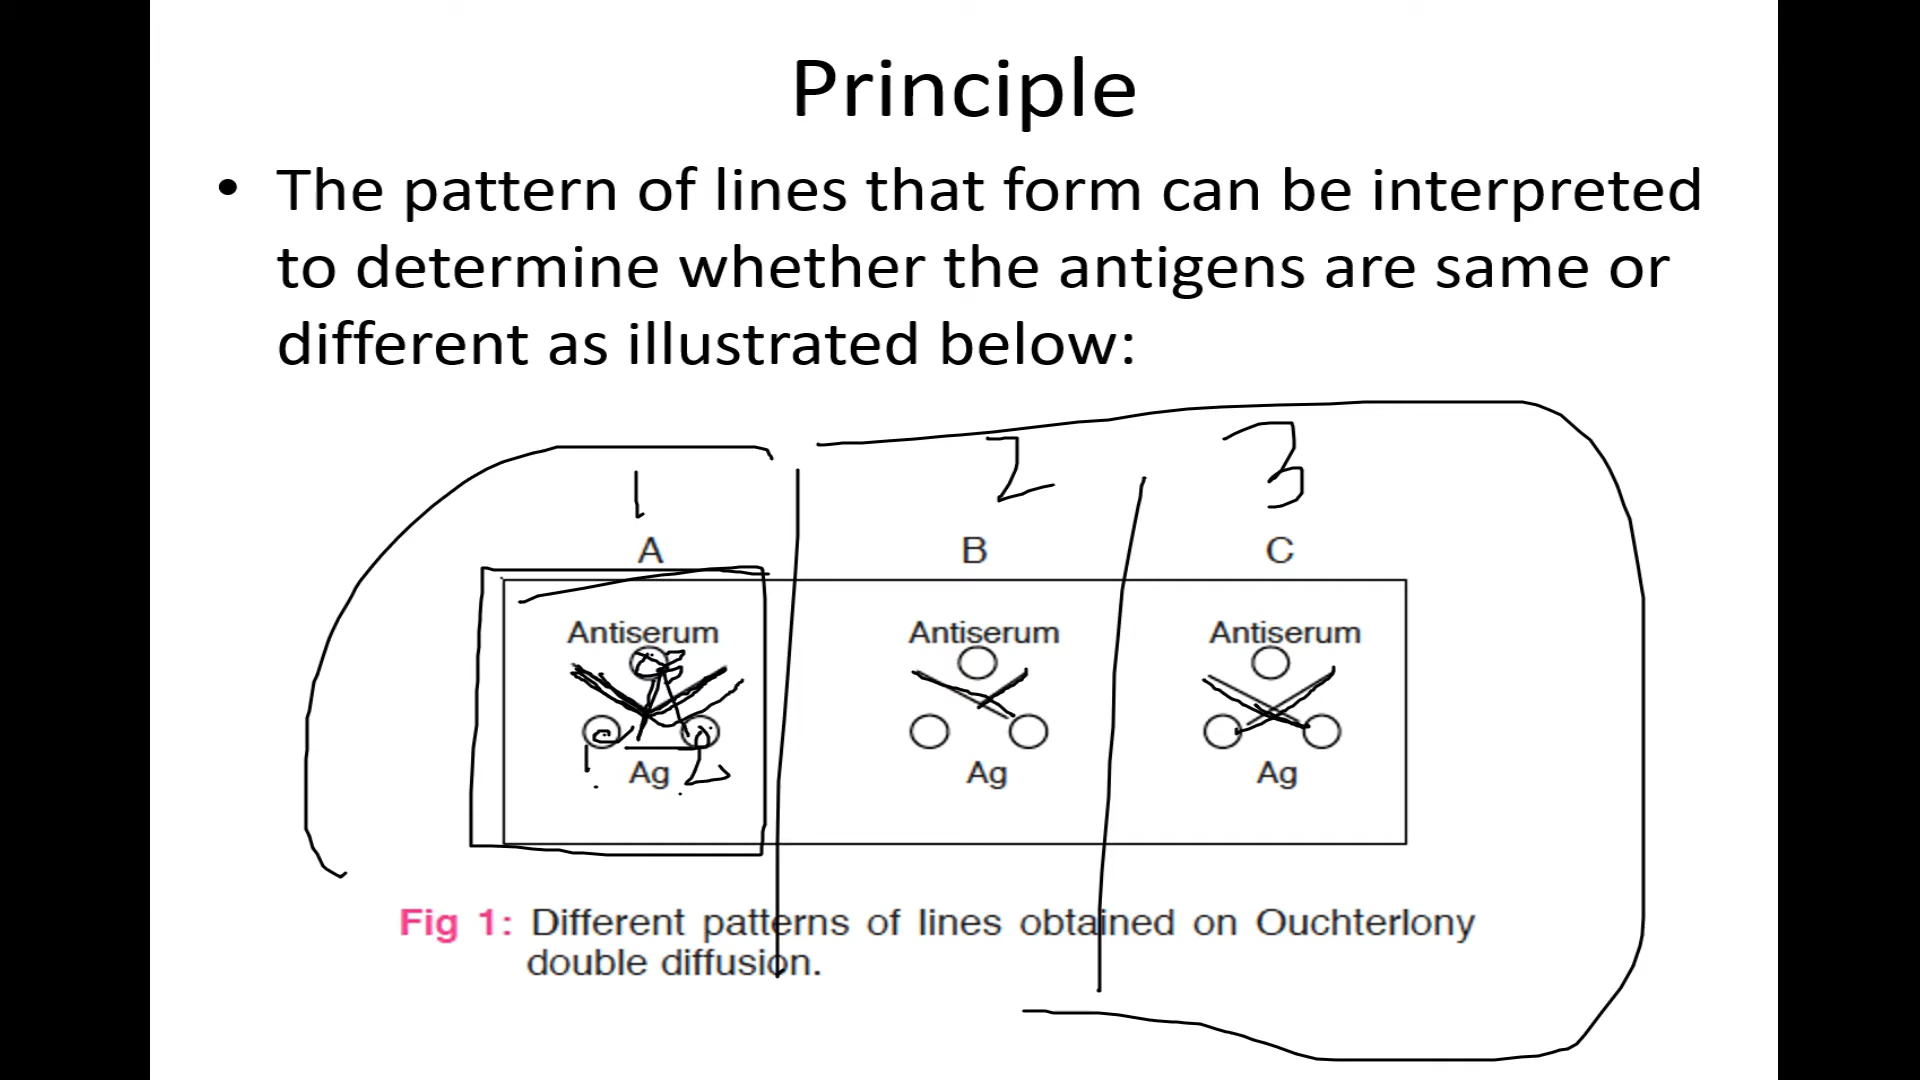 Principle
• The pattern of lines that form can be interpreted
to determine whether the antigens are same or
different as illustrated below:
1 2 3
A B C
Antiserum Antiserum Antiserum
1 Ag 2 Ag Ag
Fig 1: Different patterns of lines obtained on Ouchterlony
double diffusion.